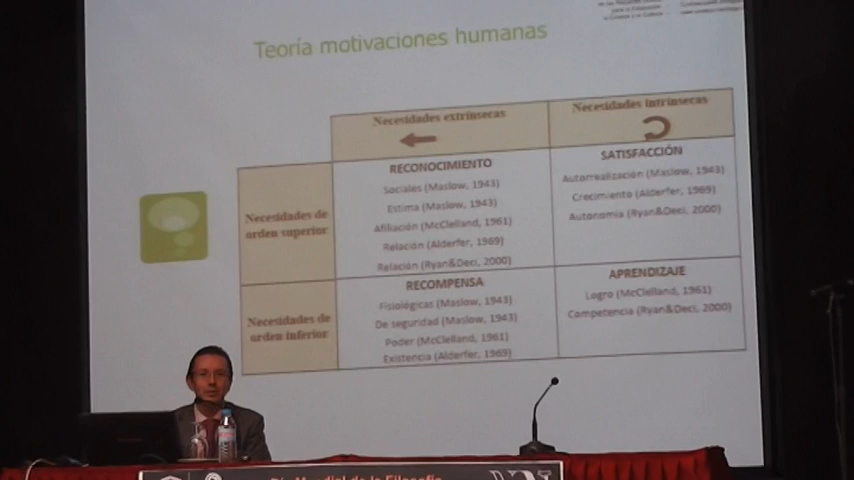 Teoría motivaciones humanas
Necesidades extrínsecas
Necesidades intrínsecas
Necesidades de
orden superior
RECONOCIMIENTO
Sociales (Maslow, 1943)
Estima (Maslow, 1943)
Afiliación (McClelland, 1961)
Relación (Alderfer, 1969)
Relación (Ryan&Deci, 2000)
SATISFACCIÓN
Autorrealización (Maslow, 1943)
Crecimiento (Alderfer, 1969)
Autonomía (Ryan&Deci, 2000)
Necesidades de
orden inferior
RECOMPENSA
Fisiológicas (Maslow, 1943)
De seguridad (Maslow, 1943)
Poder (McClelland, 1961)
Existencia (Alderfer, 1969)
APRENDIZAJE
Logro (McClelland, 1961)
Competencia (Ryan&Deci, 2000)
Día Mundial de la Filosofía